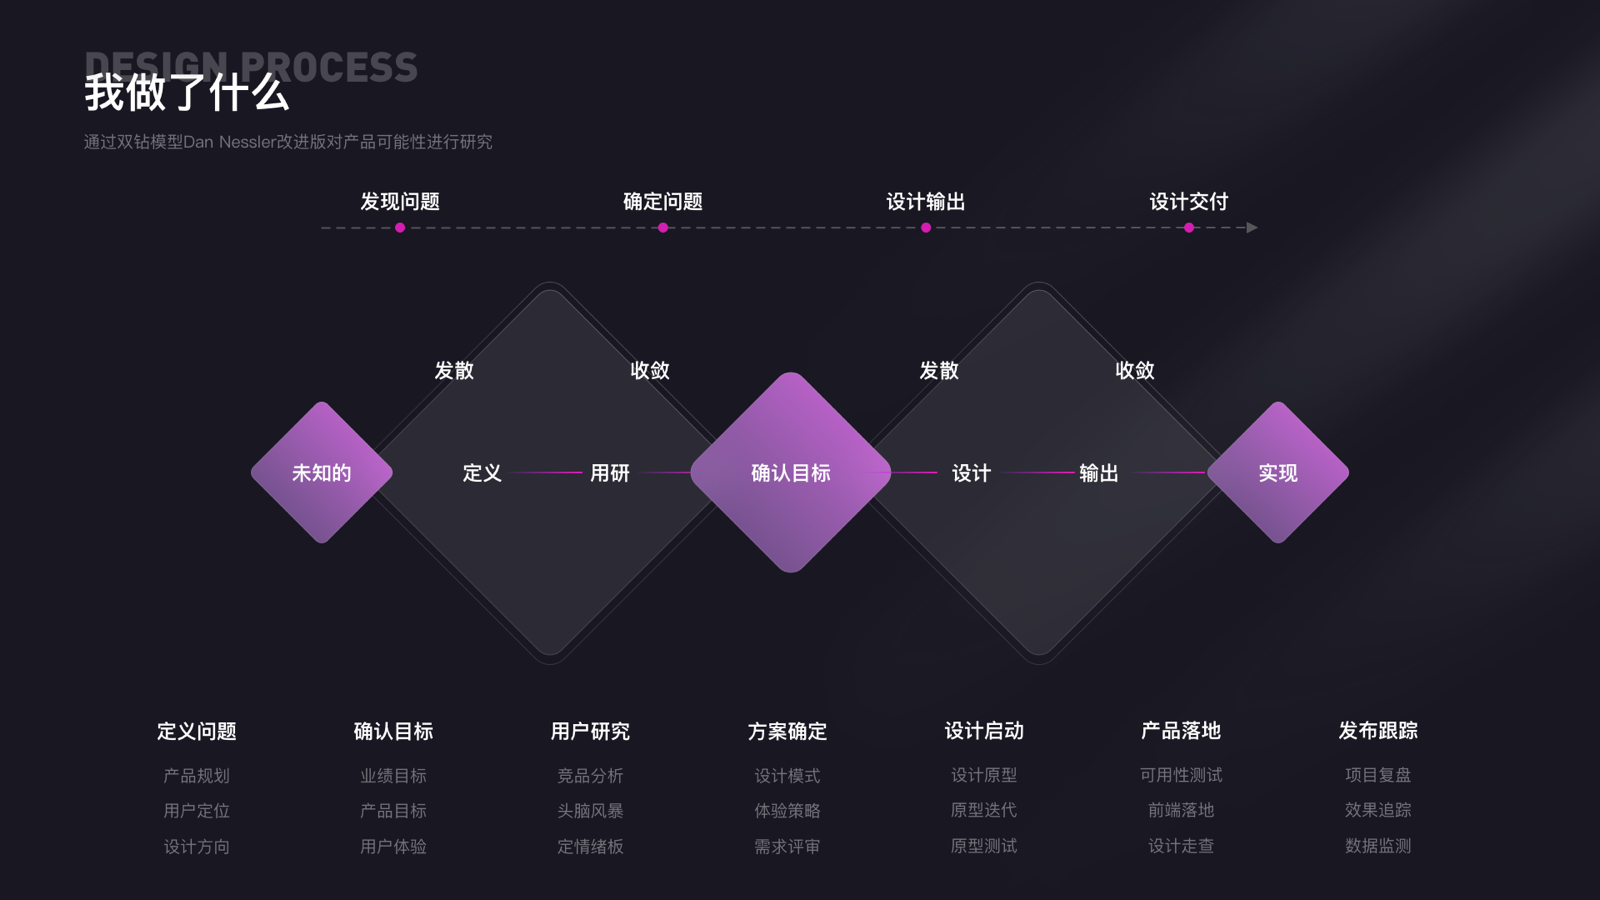 DESIGN PROCESS
我做了什么
通过双钻模型Dan Nessler改进版对产品可能性进行研究
发现问题 确定问题 设计输出 设计交付
发散 收敛 发散 收敛
未知的 定义 用研 确认目标 设计 输出 实现
定义问题 确认目标 用户研究 方案确定 设计启动 产品落地 发布跟踪
产品规划 业绩目标 竞品分析 设计模式 设计原型 可用性测试 项目复盘
用户定位 产品目标 头脑风暴 体验策略 原型迭代 前端落地 效果追踪
设计方向 用户体验 定情绪板 需求评审 原型测试 设计走查 数据监测